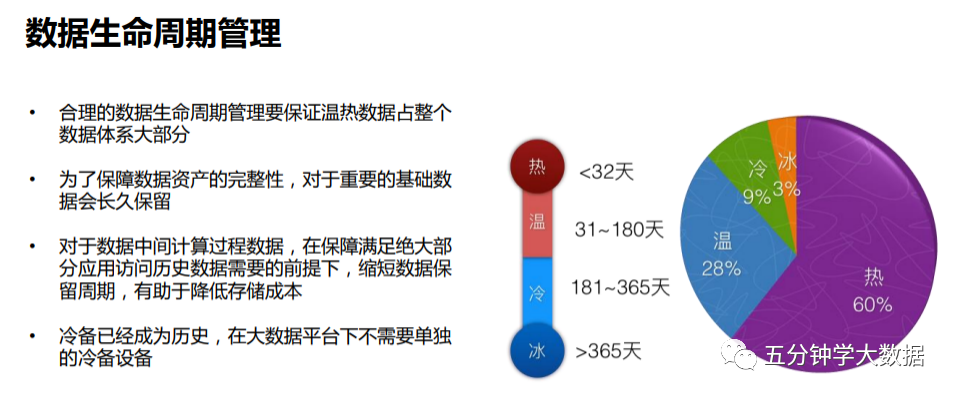 数据生命周期管理
• 合理的数据生命周期管理要保证温热数据占整个
数据体系大部分
• 为了保障数据资产的完整性，对于重要的基础数
据会长久保留
• 对于数据中间计算过程数据，在保障满足绝大部
分应用访问历史数据需要的前提下，缩短数据保
留周期，有助于降低存储成本
• 冷备已经成为历史，在大数据平台下不需要单独
的冷备设备
热 <32天
温 31~180天
冷 181~365天
冰 >365天
冰
3%
冷
9%
温
28%
热
60%
五分钟学大数据